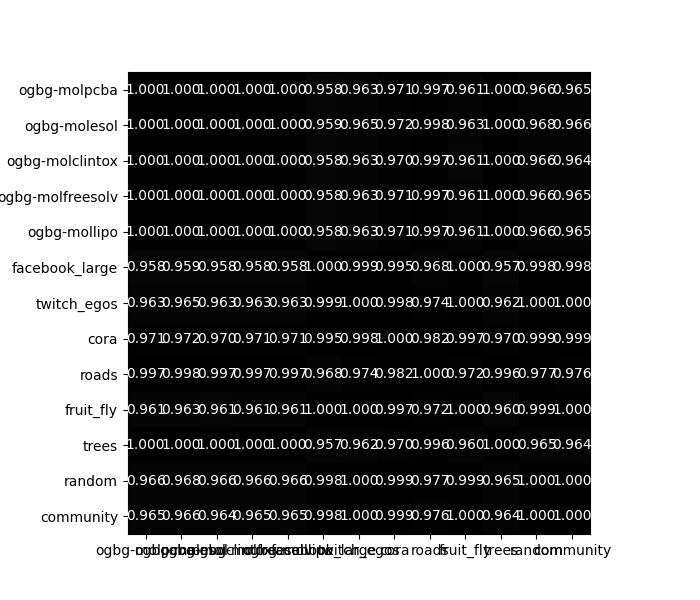 ogbg-molpcba 1.000 1.000 1.000 1.000 1.000 0.958 0.963 0.971 0.997 0.961 1.000 0.966 0.965
ogbg-molesol 1.000 1.000 1.000 1.000 1.000 0.959 0.965 0.972 0.998 0.963 1.000 0.968 0.966
ogbg-molclintox 1.000 1.000 1.000 1.000 1.000 0.958 0.963 0.970 0.997 0.961 1.000 0.966 0.964
ogbg-molfreesolv 1.000 1.000 1.000 1.000 1.000 0.958 0.963 0.971 0.997 0.961 1.000 0.966 0.965
ogbg-mollipo 1.000 1.000 1.000 1.000 1.000 0.958 0.963 0.971 0.997 0.961 1.000 0.966 0.965
facebook_large 0.958 0.959 0.958 0.958 0.958 1.000 0.999 0.995 0.968 1.000 0.957 0.998 0.998
twitch_egos 0.963 0.965 0.963 0.963 0.963 0.999 1.000 0.998 0.974 1.000 0.962 1.000 1.000
cora 0.971 0.972 0.970 0.971 0.971 0.995 0.998 1.000 0.982 0.997 0.970 0.999 0.999
roads 0.997 0.998 0.997 0.997 0.997 0.968 0.974 0.982 1.000 0.972 0.996 0.977 0.976
fruit_fly 0.961 0.963 0.961 0.961 0.961 1.000 1.000 0.997 0.972 1.000 0.960 0.999 1.000
trees 1.000 1.000 1.000 1.000 1.000 0.957 0.962 0.970 0.996 0.960 1.000 0.965 0.964
random 0.966 0.968 0.966 0.966 0.966 0.998 1.000 0.999 0.977 0.999 0.965 1.000 1.000
community 0.965 0.966 0.964 0.965 0.965 0.998 1.000 0.999 0.976 1.000 0.964 1.000 1.000
cora roads fruit_fly trees random community